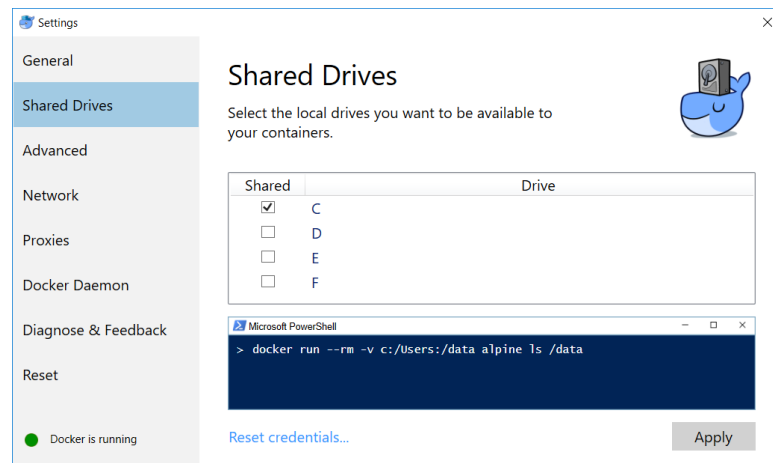 Settings
General
Shared Drives
Advanced
Network
Proxies
Docker Daemon
Diagnose & Feedback
Reset
Docker is running
Shared Drives
Select the local drives you want to be available to
your containers.
Shared Drive
C
D
E
F
Microsoft PowerShell
> docker run --rm -v c:/Users:/data alpine ls /data
Reset credentials...
Apply